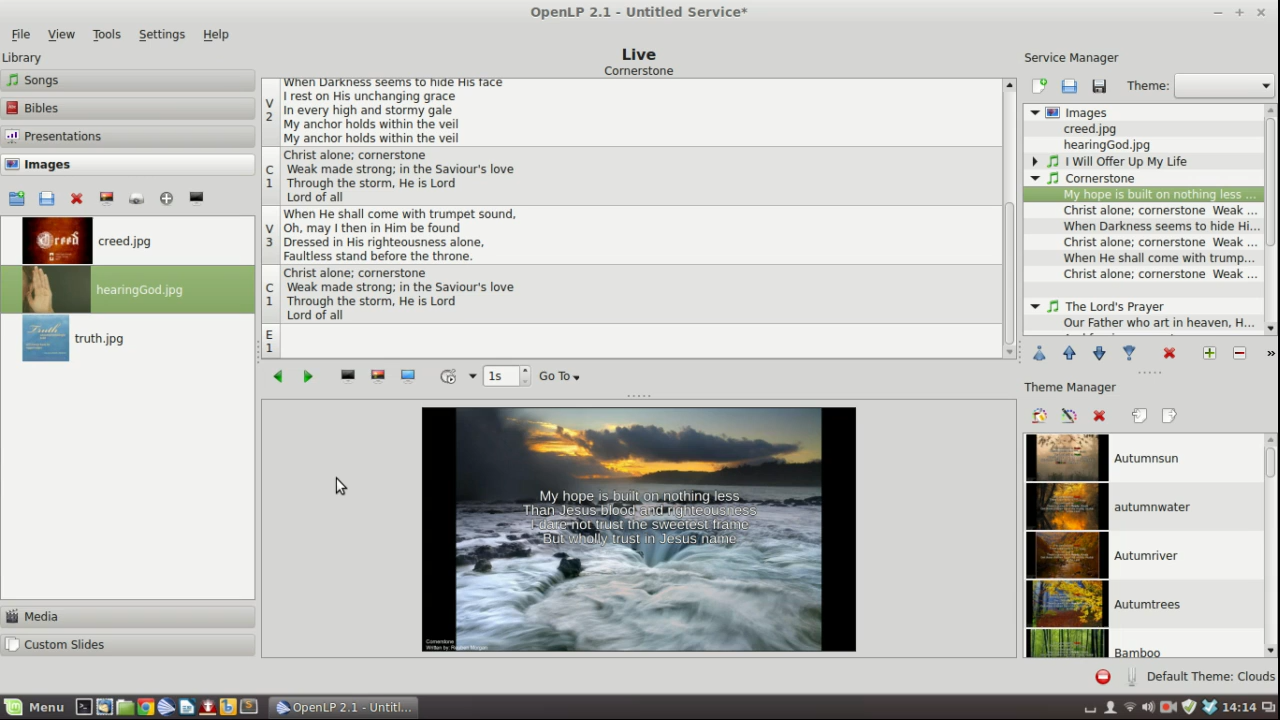 OpenLP 2.1 - Untitled Service*
File View Tools Settings Help
Library
Songs
Bibles
Presentations
Images
creed.jpg
hearingGod.jpg
truth.jpg
Media
Custom Slides
Live
Cornerstone
V
2
When Darkness seems to hide His face
I rest on His unchanging grace
In every high and stormy gale
My anchor holds within the veil
My anchor holds within the veil
C
1
Christ alone; cornerstone
Weak made strong; in the Saviour's love
Through the storm, He is Lord
Lord of all
V
3
When He shall come with trumpet sound,
Oh, may I then in Him be found
Dressed in His righteousness alone,
Faultless stand before the throne.
C
1
Christ alone; cornerstone
Weak made strong; in the Saviour's love
Through the storm, He is Lord
Lord of all
E
1
1s Go To
My hope is built on nothing less
Than Jesus blood and righteousness
I dare not trust the sweetest frame
But wholly trust in Jesus name
Cornerstone
Written by: Reuben Morgan
Service Manager
Theme:
Images
creed.jpg
hearingGod.jpg
I Will Offer Up My Life
Cornerstone
My hope is built on nothing less ...
Christ alone; cornerstone Weak ...
When Darkness seems to hide Hi...
Christ alone; cornerstone Weak ...
When He shall come with trump...
Christ alone; cornerstone Weak ...
The Lord's Prayer
Our Father who art in heaven, H...
»
Theme Manager
Creed
Truth
Autumnsun
autumnwater
Autumriver
Autumtrees
Bamboo
Default Theme: Clouds
Menu
OpenLP 2.1 - Untitl...
14:14